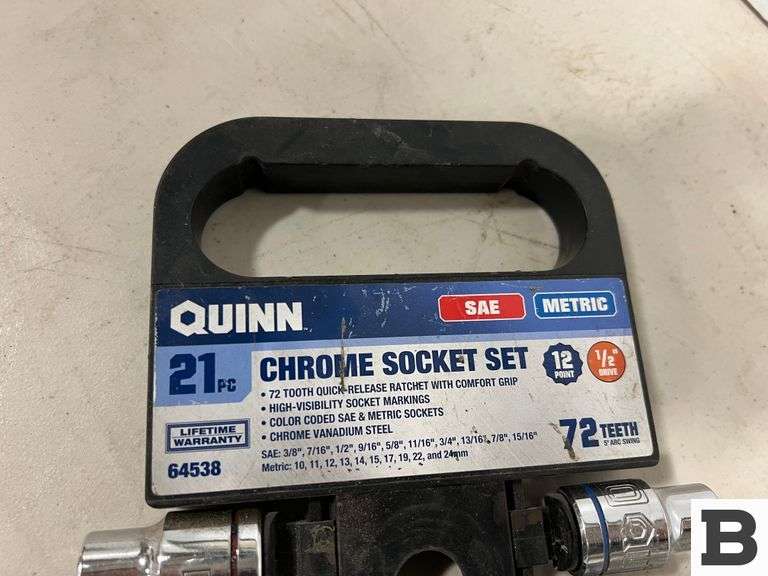 QUINN
SAE
METRIC
21 PC
CHROME SOCKET SET
12 POINT
1/2" DRIVE
• 72 TOOTH QUICK-RELEASE RATCHET WITH COMFORT GRIP
• HIGH-VISIBILITY SOCKET MARKINGS
• COLOR CODED SAE & METRIC SOCKETS
• CHROME VANADIUM STEEL
LIFETIME
WARRANTY
72 TEETH
5° ARC SWING
64538
SAE: 3/8", 7/16", 1/2", 9/16", 5/8", 11/16", 3/4", 13/16", 7/8", 15/16"
Metric: 10, 11, 12, 13, 14, 15, 17, 19, 22, and 24mm
B